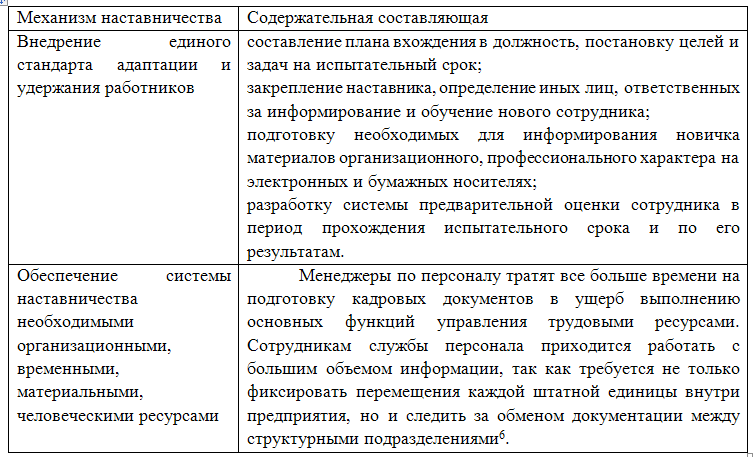 Механизм наставничества
Содержательная составляющая
Внедрение единого
стандарта адаптации и
удержания работников
составление плана вхождения в должность, постановку целей и
задач на испытательный срок;
закрепление наставника, определение иных лиц, ответственных
за информирование и обучение нового сотрудника;
подготовку необходимых для информирования новичка
материалов организационного, профессионального характера на
электронных и бумажных носителях;
разработку системы предварительной оценки сотрудника в
период прохождения испытательного срока и по его
результатам.
Обеспечение системы
наставничества
необходимыми
организационными,
временными,
материальными,
человеческими ресурсами
Менеджеры по персоналу тратят все больше времени на
подготовку кадровых документов в ущерб выполнению
основных функций управления трудовыми ресурсами.
Сотрудникам службы персонала приходится работать с
большим объемом информации, так как требуется не только
фиксировать перемещения каждой штатной единицы внутри
предприятия, но и следить за обменом документации между
структурными подразделениями⁶.